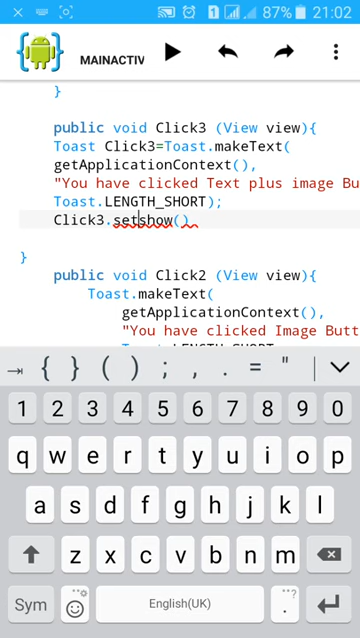 87% 21:02
MAINACTIV
}
public void Click3 (View view){
Toast Click3=Toast.makeText(
getApplicationContext(),
"You have clicked Text plus image Bu
Toast.LENGTH_SHORT);
Click3.setshow()
}
public void Click2 (View view){
Toast.makeText(
getApplicationContext(),
"You have clicked Image Butt
{ } ( ) ; , . = "
1 2 3 4 5 6 7 8 9 0
q w e r t y u i o p
a s d f g h j k l
z x c v b n m
Sym English(UK) .